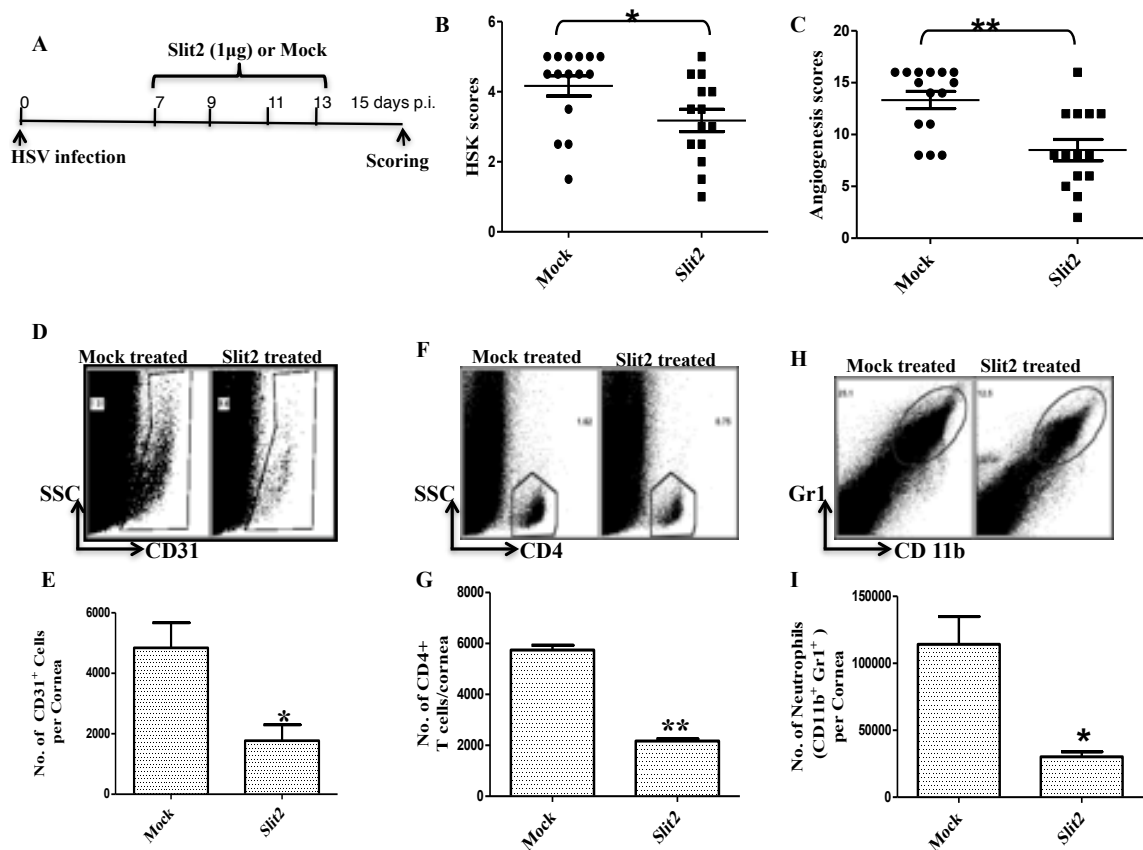 A
Slit2 (1µg) or Mock
0 7 9 11 13 15 days p.i.
HSV infection
Scoring
B
*
HSK scores
6
4
2
0
Mock
Slit2
C
**
Angiogenesis scores
20
15
10
5
0
Mock
Slit2
D
Mock treated
Slit2 treated
SSC
CD31
F
Mock treated
Slit2 treated
1.62
SSC
CD4
H
Mock treated
Slit2 treated
Gr1
CD 11b
E
No. of CD31+ Cells
per Cornea
6000
4000
2000
0
*
Mock
Slit2
G
No. of CD4+
T cells/cornea
8000
6000
2000
0
**
Mock
Slit2
I
No. of Neutrophils
(CD11b+ Gr1+ )
per Cornea
150000
100000
50000
0
*
Mock
Slit2